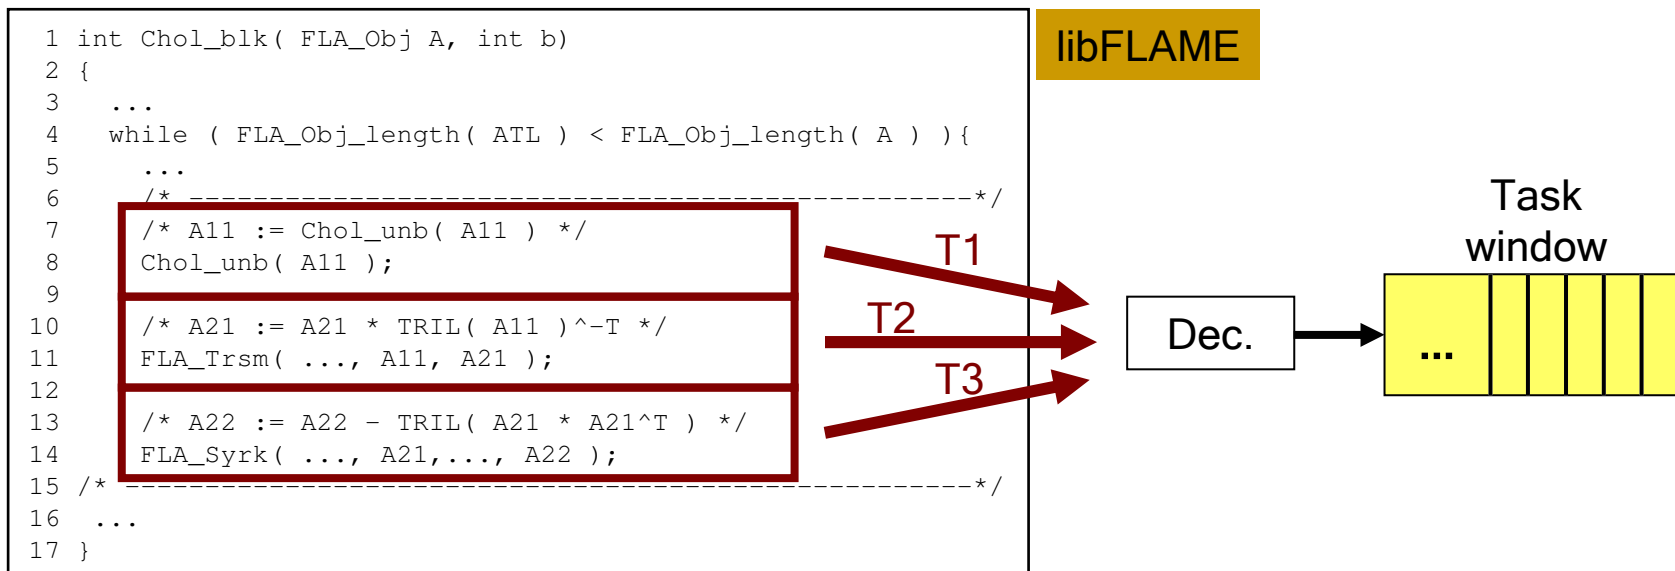 1 int Chol_blk( FLA_Obj A, int b)
2 {
3   ...
4   while ( FLA_Obj_length( ATL ) < FLA_Obj_length( A ) ){
5     ...
6     /* -------------------------------------------------*/
7     /* A11 := Chol_unb( A11 ) */
8     Chol_unb( A11 );
9
10    /* A21 := A21 * TRIL( A11 )^-T */
11    FLA_Trsm( ..., A11, A21 );
12
13    /* A22 := A22 - TRIL( A21 * A21^T ) */
14    FLA_Syrk( ..., A21,..., A22 );
15 /* -----------------------------------------------------*/
16  ...
17 }
libFLAME
T1
T2
T3
Dec.
Task
window
...